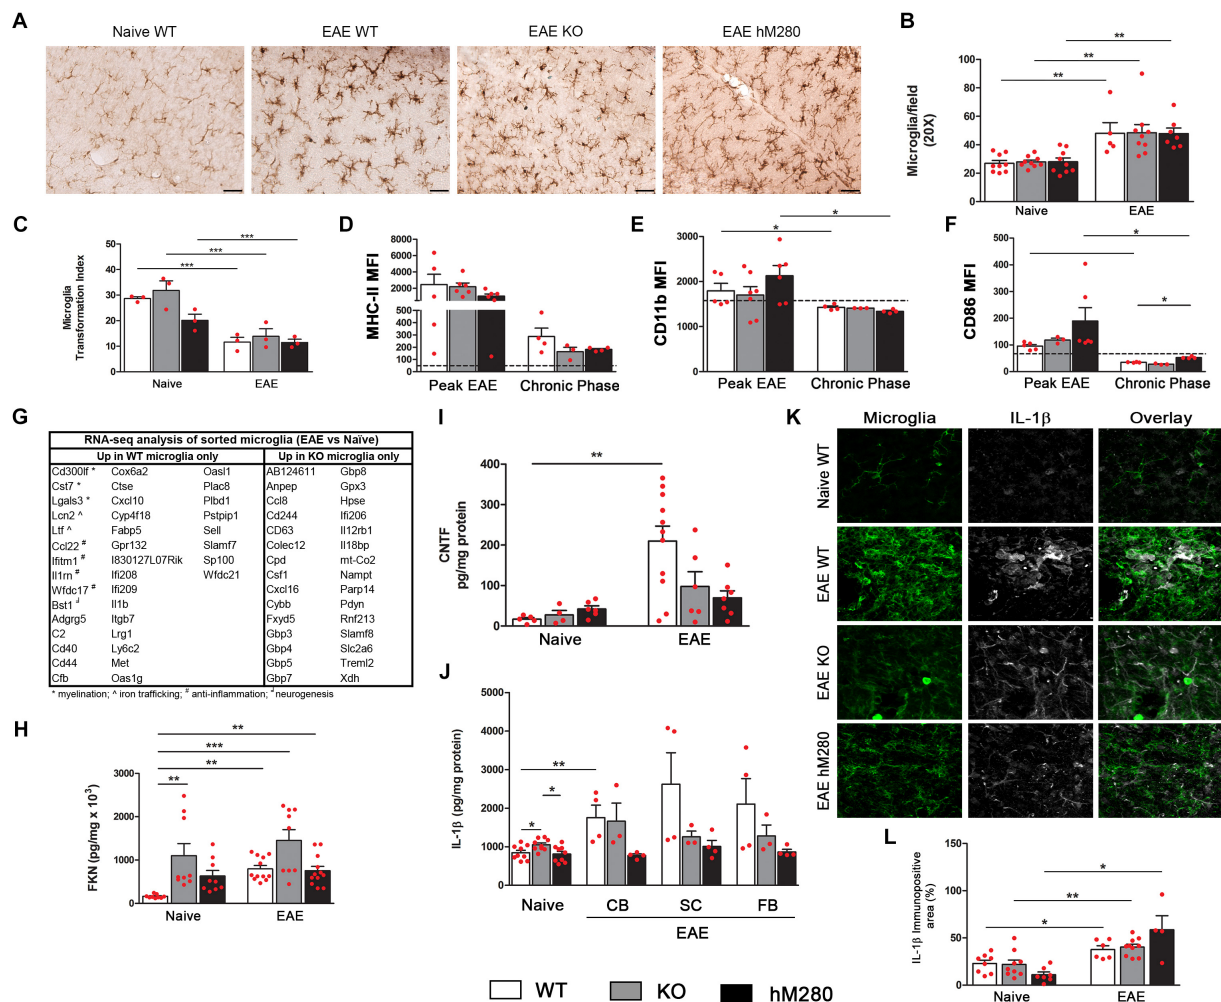 A
Naive WT
EAE WT
EAE KO
EAE hM280
B
Microglia/field
(20X)
100
80
60
40
20
0
**
**
**
Naive
EAE
C
Microglia
Transformation Index
50
40
30
20
10
0
***
***
***
Naive
EAE
D
MHC-II MFI
8000
6000
4000
2000
500
400
300
200
100
0
Peak EAE
Chronic Phase
E
CD11b MFI
3000
2000
1000
0
*
*
Peak EAE
Chronic Phase
F
CD86 MFI
500
400
300
200
100
0
*
*
*
Peak EAE
Chronic Phase
G
RNA-seq analysis of sorted microglia (EAE vs Naïve)
Up in WT microglia only
Up in KO microglia only
Cd300lf * Cox6a2 Oasl1 AB124611 Gbp8
Cst7 * Ctse Plac8 Anpep Gpx3
Lgals3 * Cxcl10 Plbd1 Ccl8 Hpse
Lcn2 ^ Cyp4f18 Pstpip1 Cd244 Ifi206
Ltf ^ Fabp5 Sell CD63 Il12rb1
Ccl22 # Gpr132 Slamf7 Colec12 Il18bp
Ifitm1 # I830127L07Rik Sp100 Cpd mt-Co2
Il1rn # Ifi208 Wfdc21 Csf1 Nampt
Wfdc17 # Ifi209 Cxcl16 Parp14
Bst1 ┘ Il1b Cybb Pdyn
Adgrg5 Itgb7 Fxyd5 Rnf213
C2 Lrg1 Gbp3 Slamf8
Cd40 Ly6c2 Gbp4 Slc2a6
Cd44 Met Gbp5 Treml2
Cfb Oas1g Gbp7 Xdh
* myelination; ^ iron trafficking; # anti-inflammation; ┘ neurogenesis
H
FKN (pg/mg x 10³)
3000
2000
1000
0
**
***
**
**
Naive
EAE
I
CNTF
pg/mg protein
400
300
200
100
0
**
Naive
EAE
J
IL-1β (pg/mg protein)
5000
4000
3000
2000
1000
0
**
*
*
Naive
CB
SC
FB
EAE
K
Microglia
IL-1β
Overlay
Naive WT
EAE WT
EAE KO
EAE hM280
L
IL-1β Immunopositive
area (%)
150
100
50
0
*
**
*
Naive
EAE
WT
KO
hM280